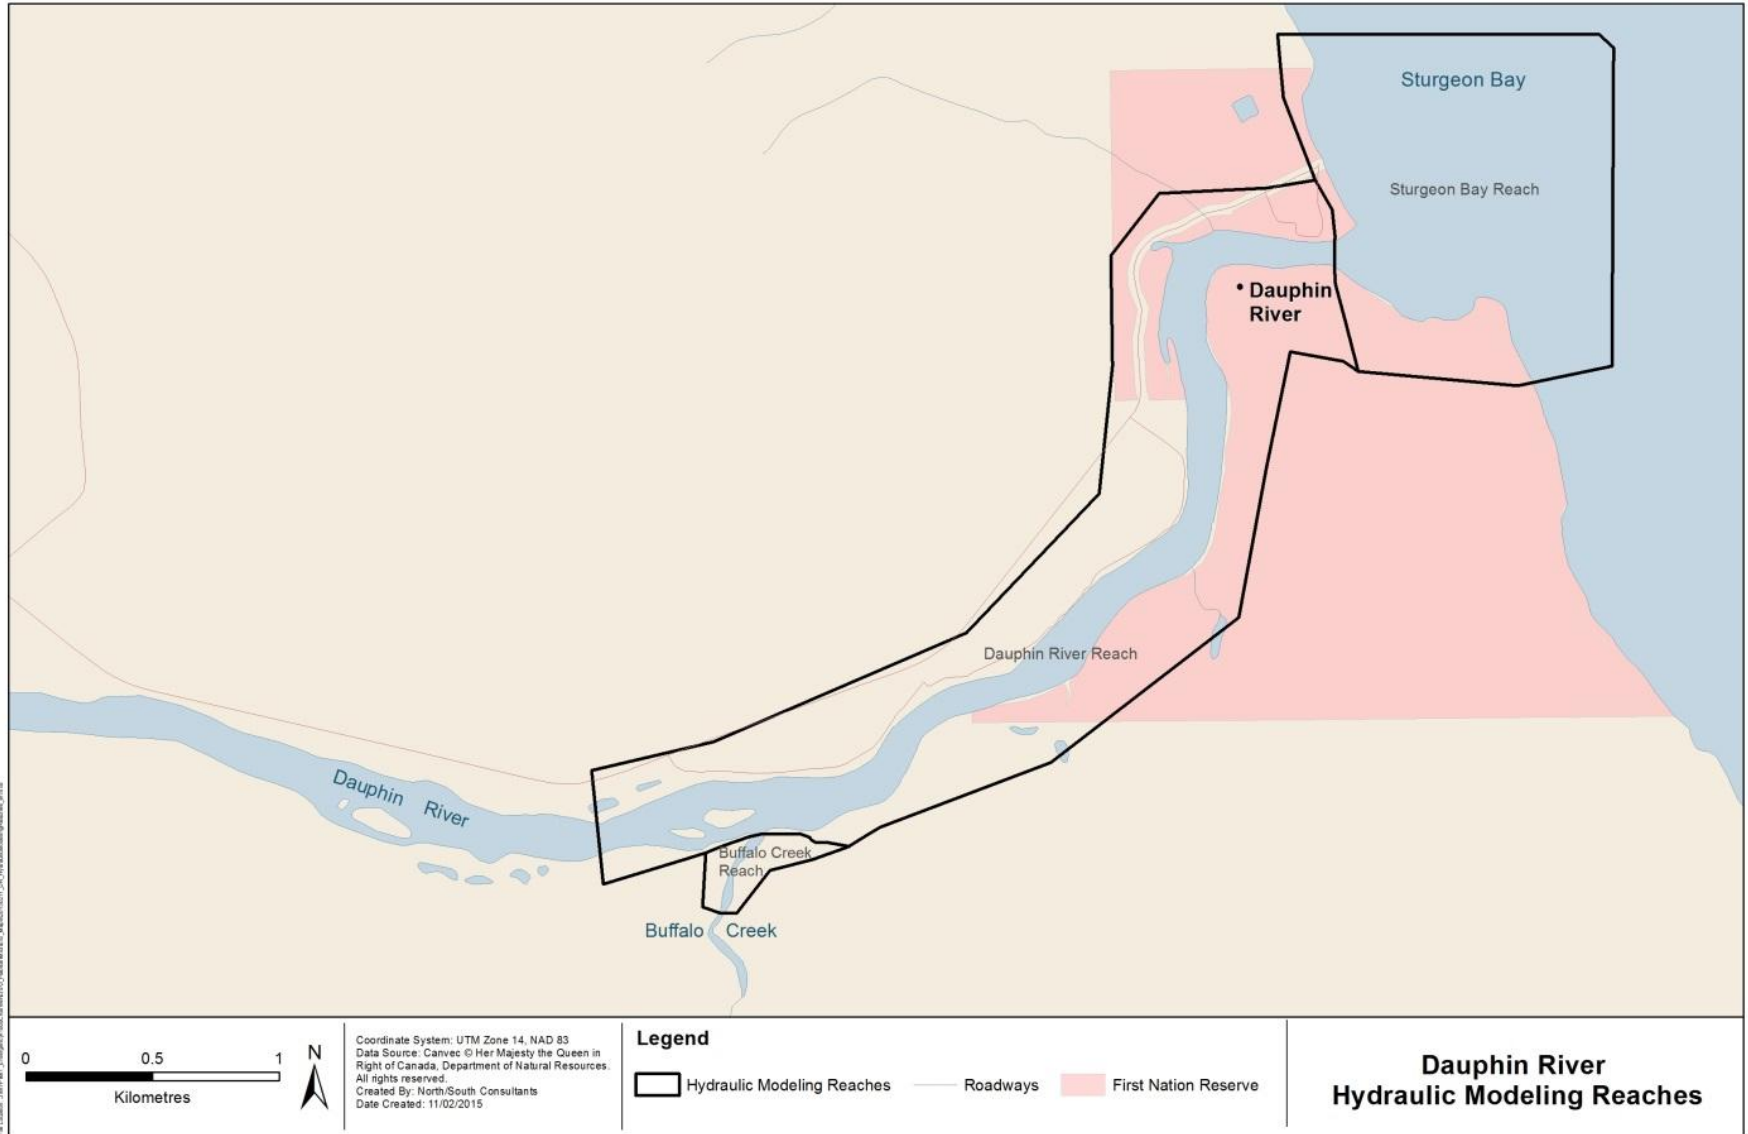 Sturgeon Bay
Sturgeon Bay Reach
Dauphin
River
Dauphin River Reach
Dauphin River
Buffalo Creek
Reach
Buffalo Creek
0 0.5 1
Kilometres
N
Coordinate System: UTM Zone 14, NAD 83
Data Source: Canvec © Her Majesty the Queen in
Right of Canada, Department of Natural Resources.
All rights reserved.
Created By: North/South Consultants
Date Created: 11/02/2015
Legend
Hydraulic Modeling Reaches
Roadways
First Nation Reserve
Dauphin River
Hydraulic Modeling Reaches